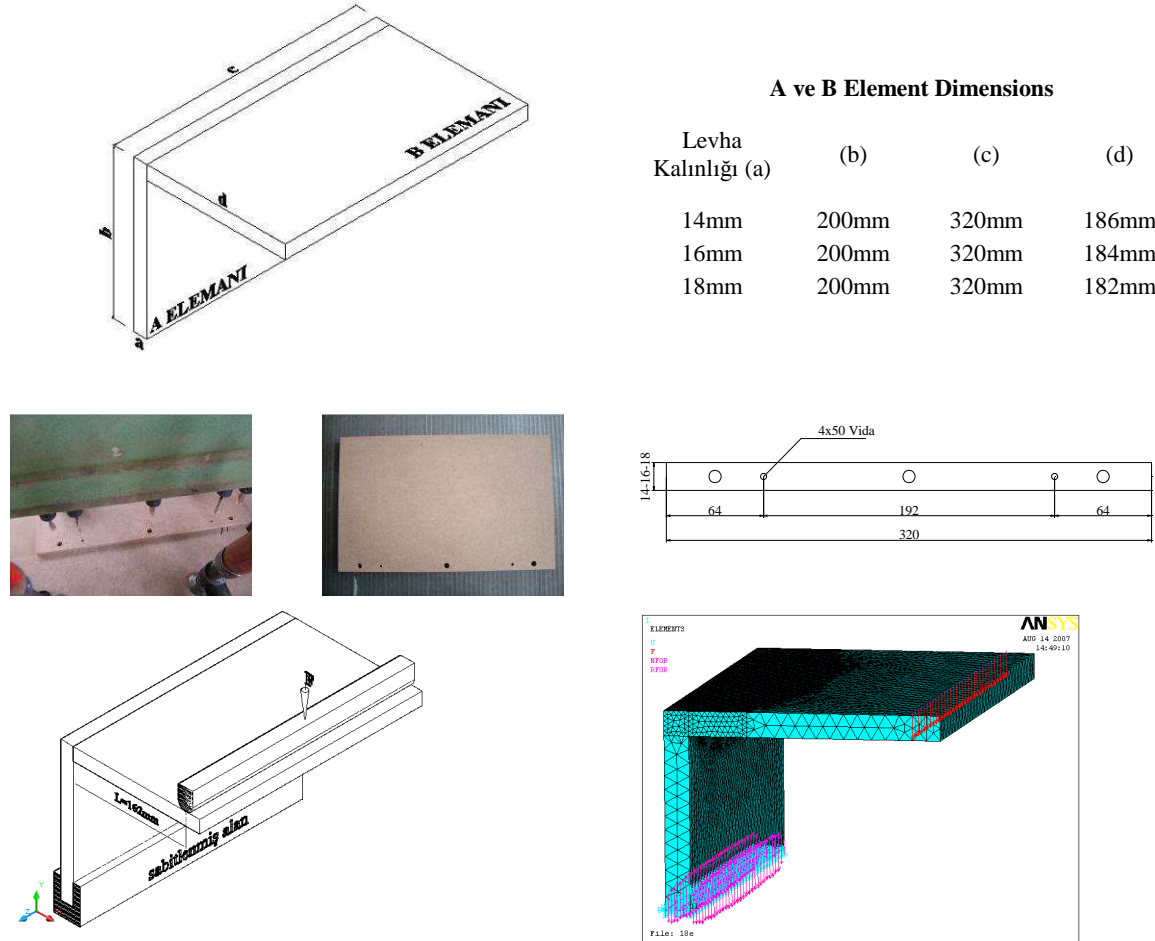 c
B ELEMANI
d
b
A ELEMANI
a
A ve B Element Dimensions
Levha
Kalınlığı (a) (b) (c) (d)
14mm 200mm 320mm 186mm
16mm 200mm 320mm 184mm
18mm 200mm 320mm 182mm
4x50 Vida
14-16-18
64 192 64
320
F
L=162mm
sabitlenmiş alan
Y
Z
1
ELEMENTS
U
F
NFOR
RFOR
ANSYS
AUG 14 2007
14:49:10
File: 18e